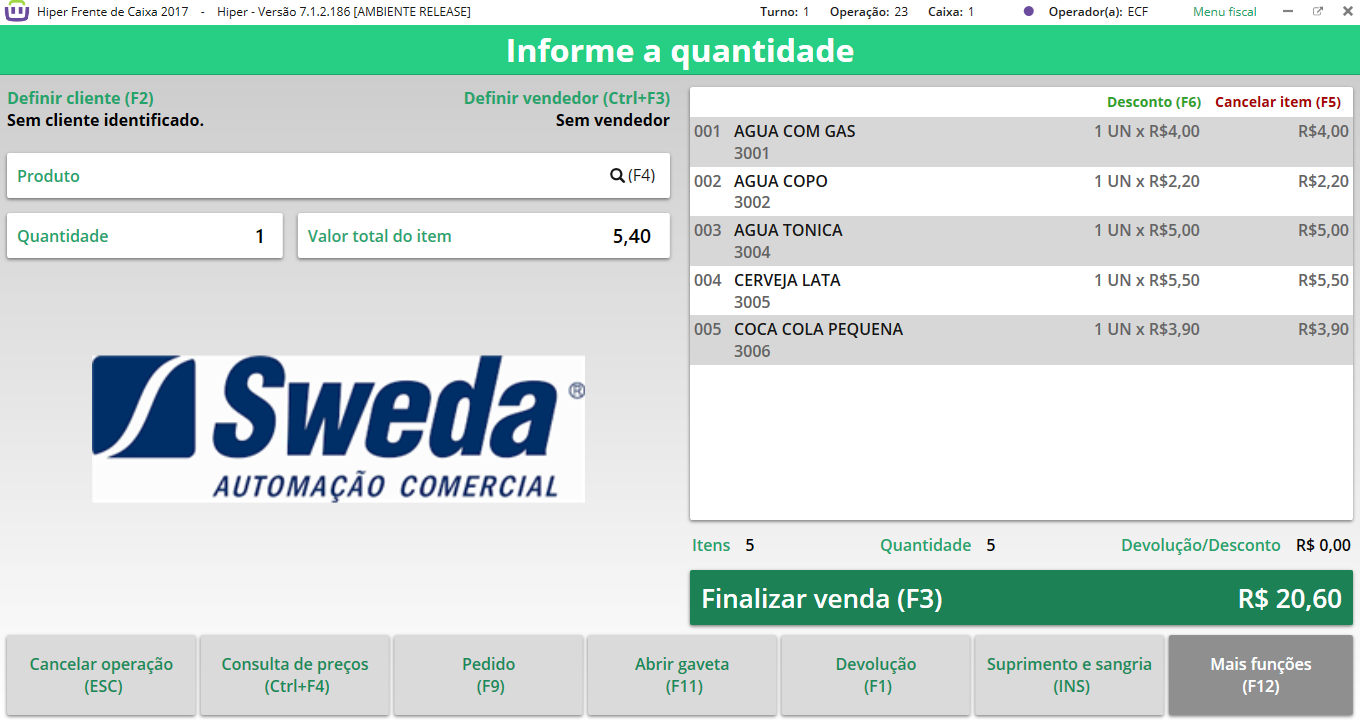 Hiper Frente de Caixa 2017 - Hiper - Versão 7.1.2.186 [AMBIENTE RELEASE] Turno: 1 Operação: 23 Caixa: 1 Operador(a): ECF Menu fiscal
Informe a quantidade
Definir cliente (F2) Definir vendedor (Ctrl+F3)
Sem cliente identificado. Sem vendedor
Produto (F4)
Quantidade 1 Valor total do item 5,40
Sweda ®
AUTOMAÇÃO COMERCIAL
Desconto (F6) Cancelar item (F5)
001 AGUA COM GAS 1 UN x R$4,00 R$4,00
3001
002 AGUA COPO 1 UN x R$2,20 R$2,20
3002
003 AGUA TONICA 1 UN x R$5,00 R$5,00
3004
004 CERVEJA LATA 1 UN x R$5,50 R$5,50
3005
005 COCA COLA PEQUENA 1 UN x R$3,90 R$3,90
3006
Itens 5 Quantidade 5 Devolução/Desconto R$ 0,00
Finalizar venda (F3) R$ 20,60
Cancelar operação (ESC)
Consulta de preços (Ctrl+F4)
Pedido (F9)
Abrir gaveta (F11)
Devolução (F1)
Suprimento e sangria (INS)
Mais funções (F12)